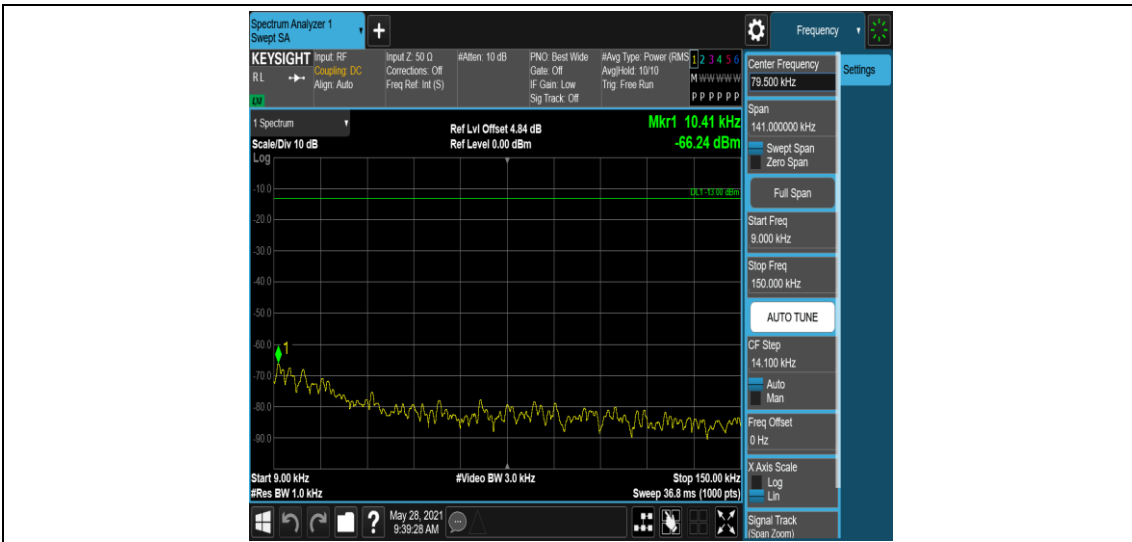 Spectrum Analyzer 1
Swept SA
+
Frequency
KEYSIGHT
RL
Input: RF
Coupling: DC
Align: Auto
Input Z: 50 Ω
Corrections: Off
Freq Ref: Int (S)
#Atten: 10 dB
PNO: Best Wide
Gate: Off
IF Gain: Low
Sig Track: Off
#Avg Type: Power (RMS
Avg|Hold: 10/10
Trig: Free Run
1 2 3 4 5 6
M W W W W W
P P P P P P
1 Spectrum
Scale/Div 10 dB
Log
Ref Lvl Offset 4.84 dB
Ref Level 0.00 dBm
Mkr1 10.41 kHz
-66.24 dBm
DL1 -13.00 dBm
-10.0
-20.0
-30.0
-40.0
-50.0
-60.0
-70.0
-80.0
-90.0
1
Start 9.00 kHz
#Res BW 1.0 kHz
#Video BW 3.0 kHz
Stop 150.00 kHz
Sweep 36.8 ms (1000 pts)
?
May 28, 2021
9:39:28 AM
Center Frequency
79.500 kHz
Settings
Span
141.000000 kHz
Swept Span
Zero Span
Full Span
Start Freq
9.000 kHz
Stop Freq
150.000 kHz
AUTO TUNE
CF Step
14.100 kHz
Auto
Man
Freq Offset
0 Hz
X Axis Scale
Log
Lin
Signal Track
(Span Zoom)